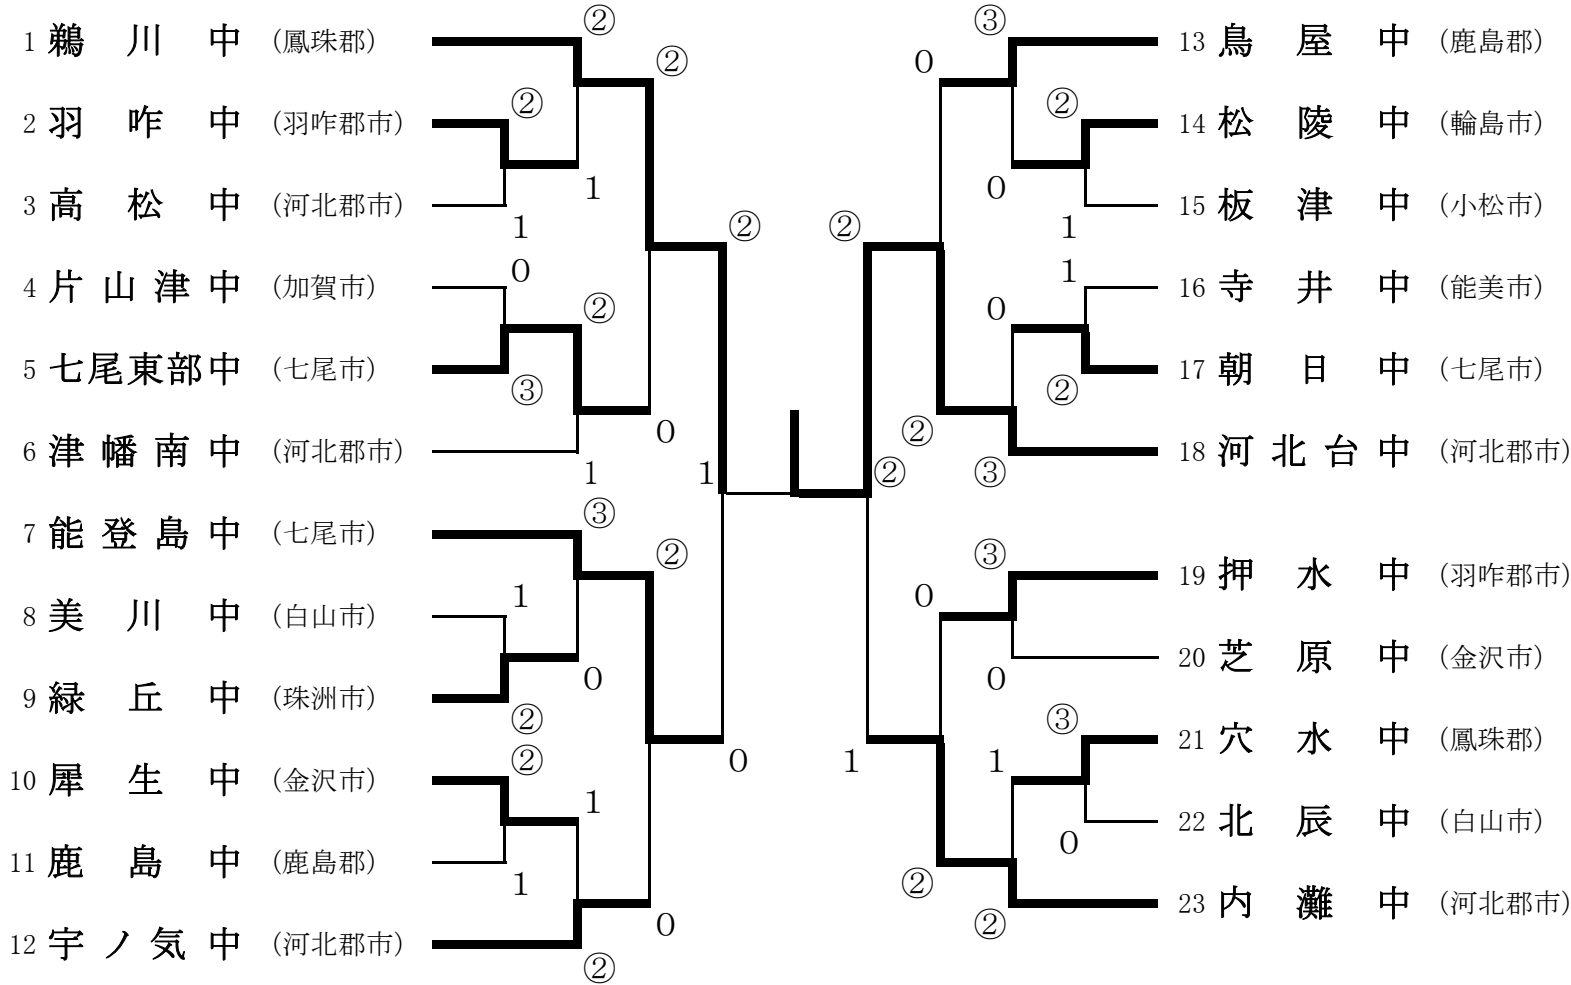 1 鵜川中 (鳳珠郡)
2 羽咋中 (羽咋郡市)
3 高松中 (河北郡市)
4 片山津中 (加賀市)
5 七尾東部中 (七尾市)
6 津幡南中 (河北郡市)
7 能登島中 (七尾市)
8 美川中 (白山市)
9 緑丘中 (珠洲市)
10 犀生中 (金沢市)
11 鹿島中 (鹿島郡)
12 宇ノ気中 (河北郡市)
②
②
②
1
1
0
②
②
③
0
1
1
③
②
1
0
②
②
0
1
1
0
②
13 鳥屋中 (鹿島郡)
14 松陵中 (輪島市)
15 板津中 (小松市)
16 寺井中 (能美市)
17 朝日中 (七尾市)
18 河北台中 (河北郡市)
19 押水中 (羽咋郡市)
20 芝原中 (金沢市)
21 穴水中 (鳳珠郡)
22 北辰中 (白山市)
23 内灘中 (河北郡市)
③
0
②
0
1
②
1
0
②
②
②
③
③
0
0
③
1
1
0
②
②